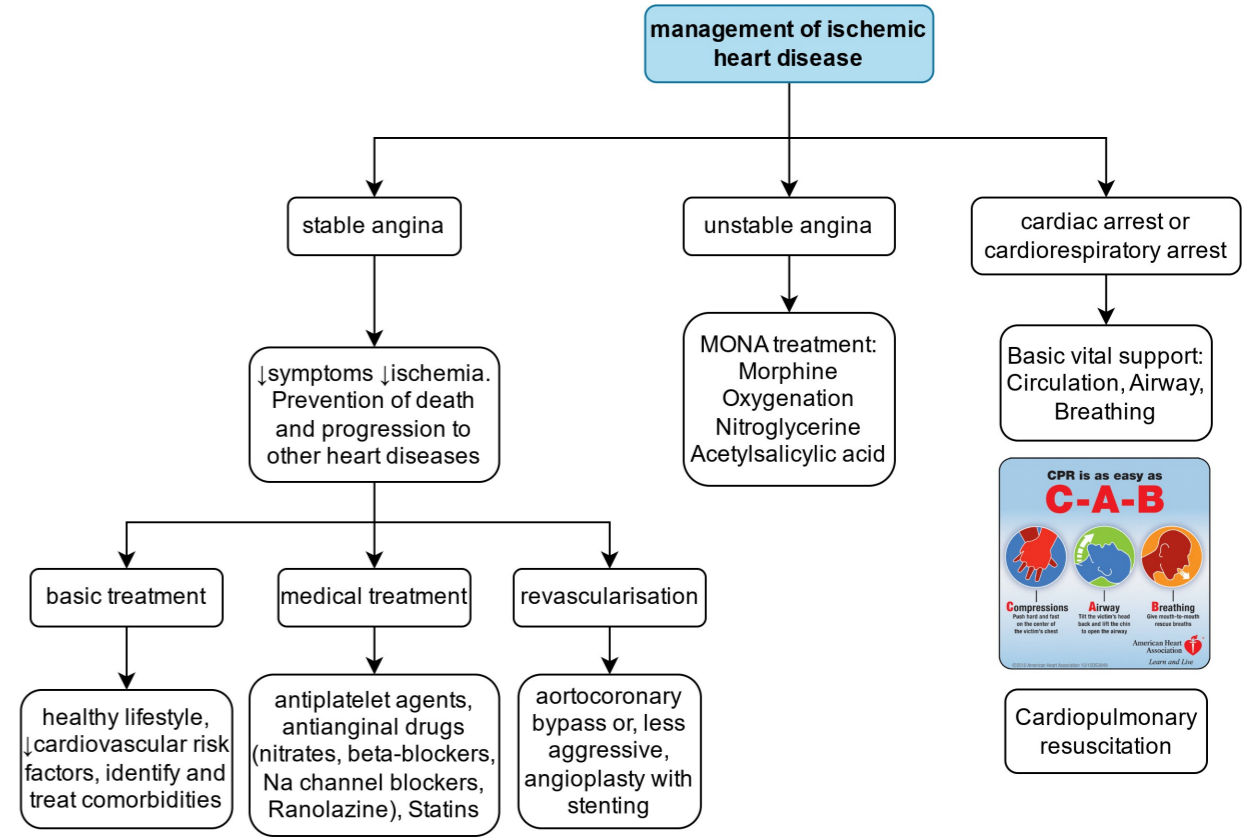 management of ischemic
heart disease
stable angina
unstable angina
cardiac arrest or
cardiorespiratory arrest
↓symptoms ↓ischemia.
Prevention of death
and progression to
other heart diseases
MONA treatment:
Morphine
Oxygenation
Nitroglycerine
Acetylsalicylic acid
Basic vital support:
Circulation, Airway,
Breathing
CPR is as easy as
C-A-B
Compressions
Push hard and fast
on the center of
the victim's chest
Airway
Tilt the victim's head
back and lift the chin
to open the airway
Breathing
Give mouth-to-mouth
rescue breaths
American Heart
Association
Learn and Live
©2010 American Heart Association
Cardiopulmonary
resuscitation
basic treatment
medical treatment
revascularisation
healthy lifestyle,
↓cardiovascular risk
factors, identify and
treat comorbidities
antiplatelet agents,
antianginal drugs
(nitrates, beta-blockers,
Na channel blockers,
Ranolazine), Statins
aortocoronary
bypass or, less
aggressive,
angioplasty with
stenting